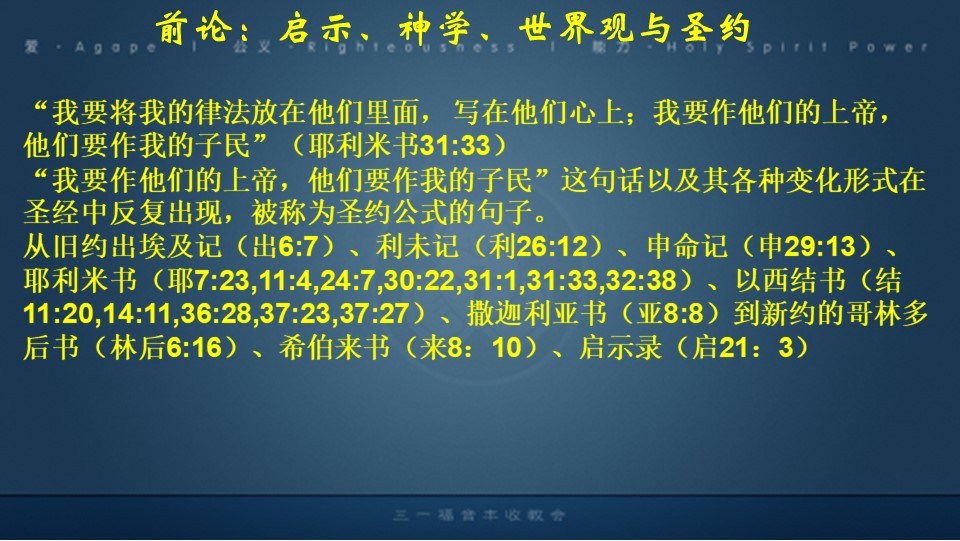 前论：启示、神学、世界观与圣约
爱 - Agape | 公义 - Righteousness | 能力 - Holy Spirit Power
“我要将我的律法放在他们里面，写在他们心上；我要作他们的上帝，
他们要作我的子民”（耶利米书31:33）
“我要作他们的上帝，他们要作我的子民”这句话以及其各种变化形式在
圣经中反复出现，被称为圣约公式的句子。
从旧约出埃及记（出6:7）、利未记（利26:12）、申命记（申29:13）、
耶利米书（耶7:23,11:4,24:7,30:22,31:1,31:33,32:38）、以西结书（结
11:20,14:11,36:28,37:23,37:27）、撒迦利亚书（亚8:8）到新约的哥林多
后书（林后6:16）、希伯来书（来8：10）、启示录（启21：3）
三一福音丰收教会